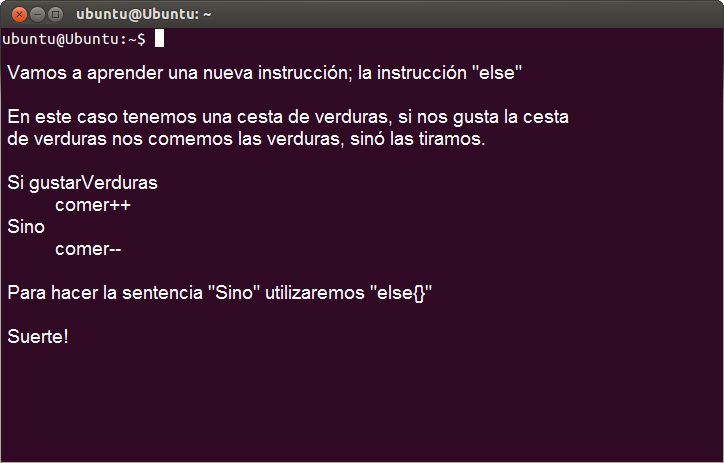 ubuntu@Ubuntu: ~
ubuntu@Ubuntu:~$
Vamos a aprender una nueva instrucción; la instrucción "else"
En este caso tenemos una cesta de verduras, si nos gusta la cesta
de verduras nos comemos las verduras, sinó las tiramos.
Si gustarVerduras
comer++
Sino
comer--
Para hacer la sentencia "Sino" utilizaremos "else{}"
Suerte!